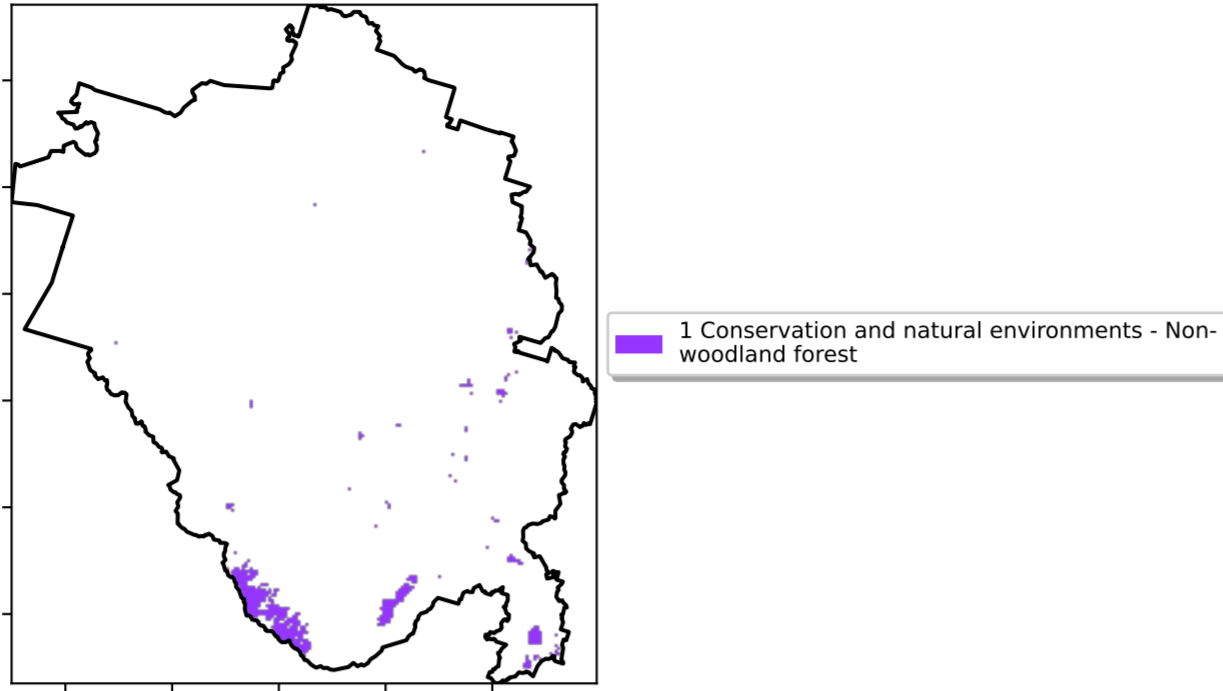 1 Conservation and natural environments - Non-
woodland forest